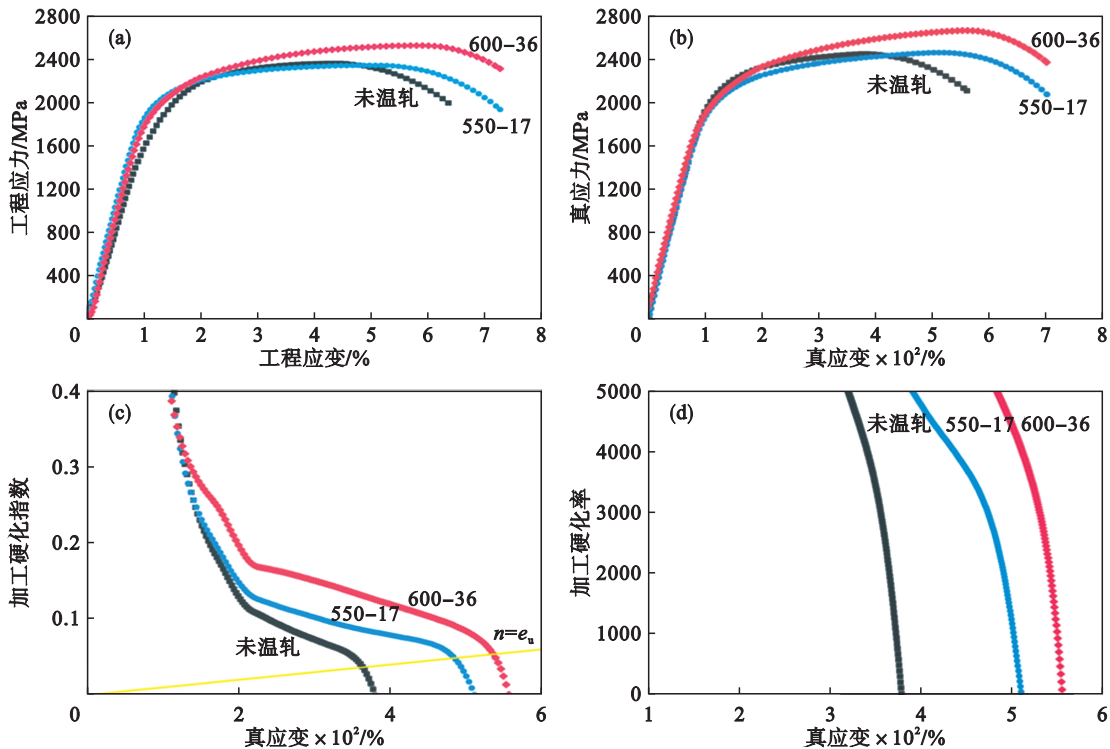 (a)
2800
2400
2000
1600
1200
800
400
0
工程应力/MPa
600-36
未温轧
550-17
1 2 3 4 5 6 7 8
工程应变/%
(b)
2800
2400
2000
1600
1200
800
400
0
真应力/MPa
600-36
未温轧
550-17
1 2 3 4 5 6 7 8
真应变×10²/%
(c)
0.4
0.3
0.2
0.1
0
加工硬化指数
600-36
550-17
未温轧
n=eu
2 4 6
真应变×10²/%
(d)
5000
4000
3000
2000
1000
0
加工硬化率
未温轧 550-17 600-36
1 2 3 4 5 6
真应变×10²/%